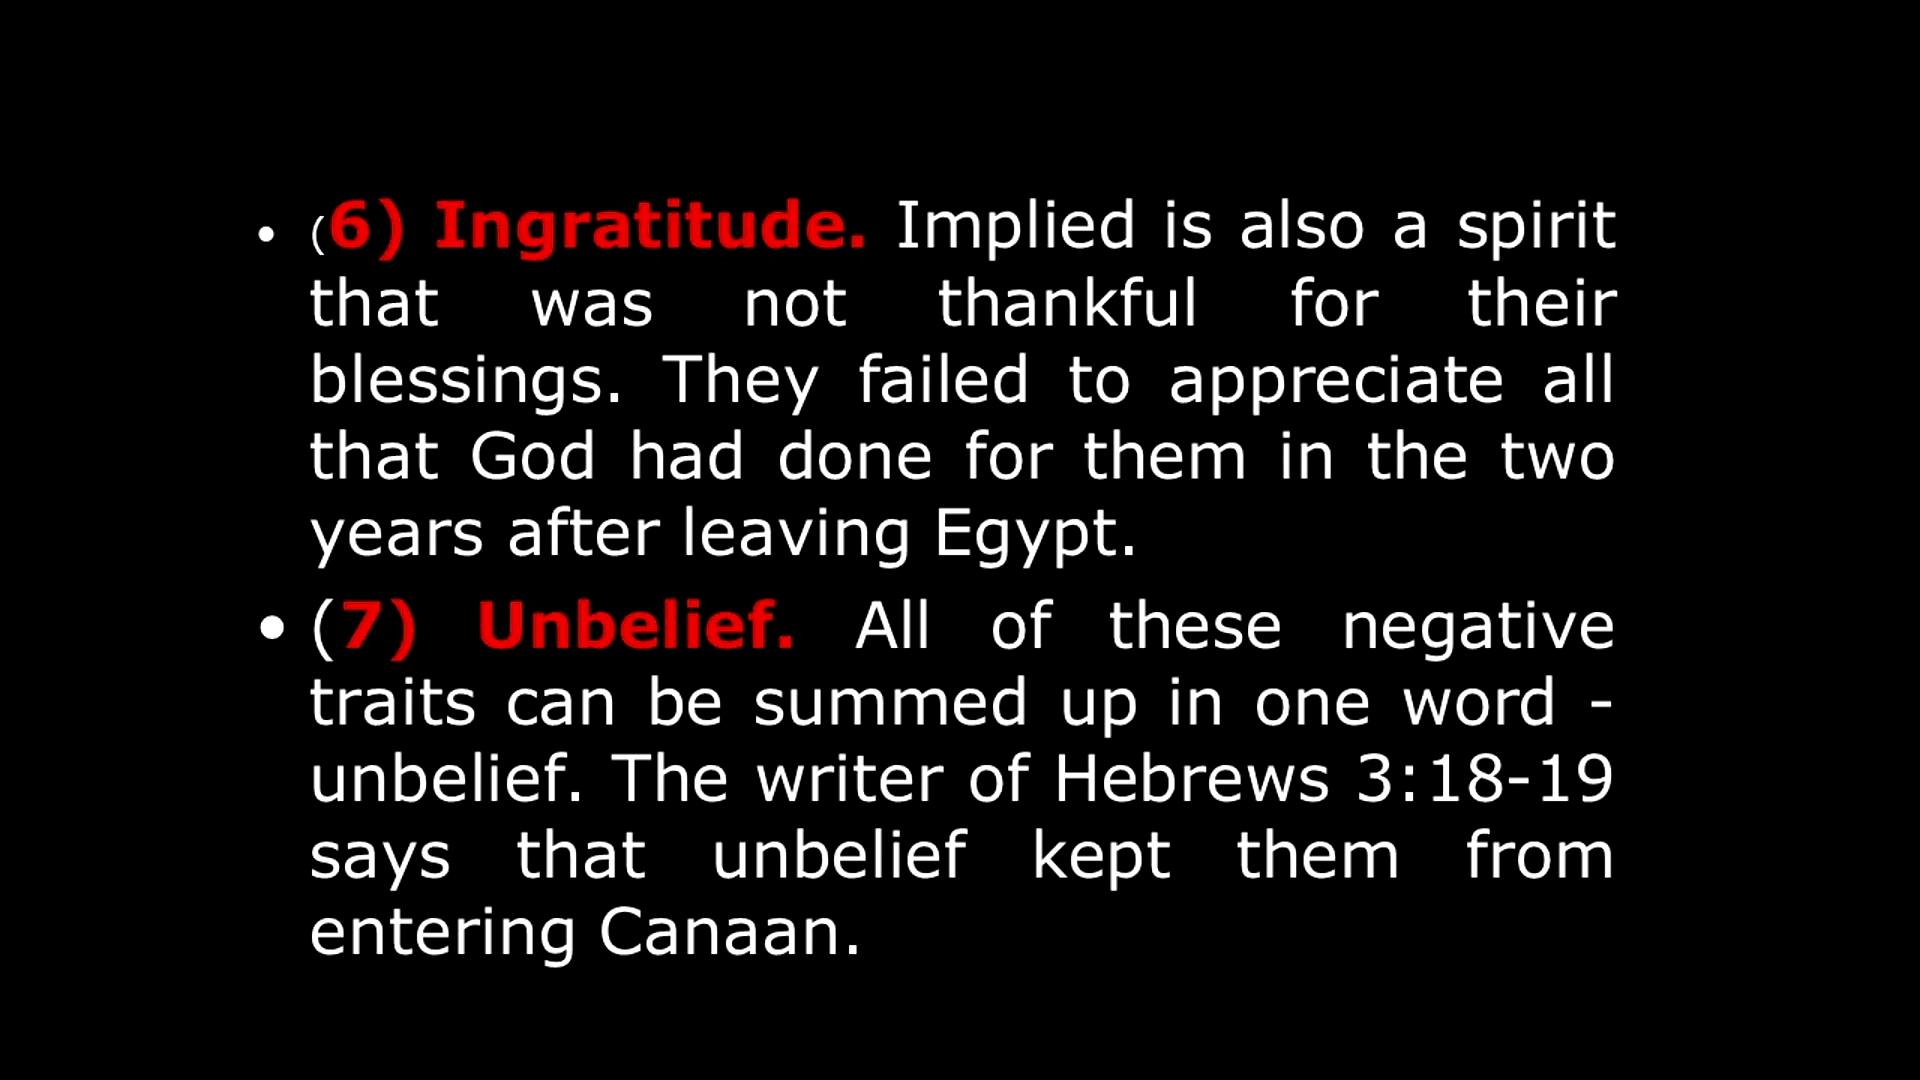 • (6) Ingratitude. Implied is also a spirit
that was not thankful for their
blessings. They failed to appreciate all
that God had done for them in the two
years after leaving Egypt.
• (7) Unbelief. All of these negative
traits can be summed up in one word -
unbelief. The writer of Hebrews 3:18-19
says that unbelief kept them from
entering Canaan.